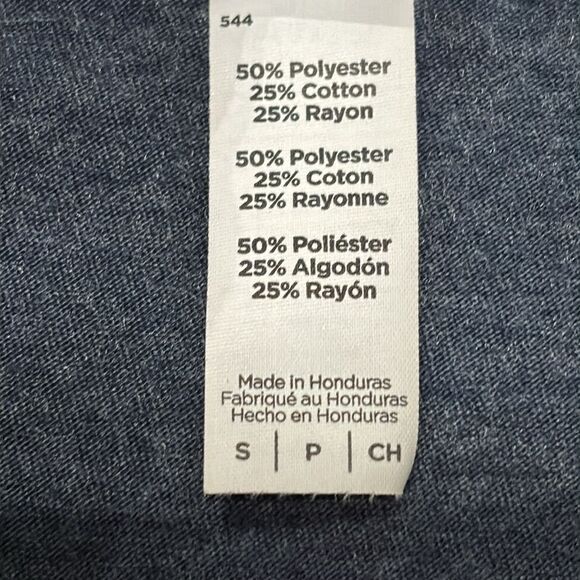 544
50% Polyester
25% Cotton
25% Rayon
50% Polyester
25% Coton
25% Rayonne
50% Poliéster
25% Algodón
25% Rayón
Made in Honduras
Fabriqué au Honduras
Hecho en Honduras
S | P | CH